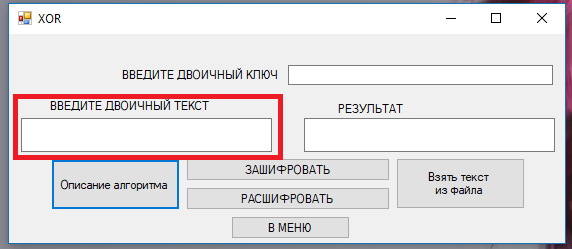 XOR
ВВЕДИТЕ ДВОИЧНЫЙ КЛЮЧ
ВВЕДИТЕ ДВОИЧНЫЙ ТЕКСТ
РЕЗУЛЬТАТ
Описание алгоритма
ЗАШИФРОВАТЬ
РАСШИФРОВАТЬ
Взять текст
из файла
В МЕНЮ